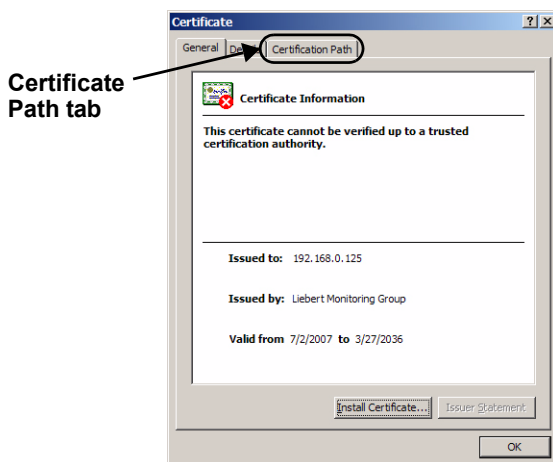 Certificate
General Details Certification Path
Certificate
Path tab
Certificate Information
This certificate cannot be verified up to a trusted
certification authority.
Issued to: 192.168.0.125
Issued by: Liebert Monitoring Group
Valid from 7/2/2007 to 3/27/2036
Install Certificate... Issuer Statement
OK